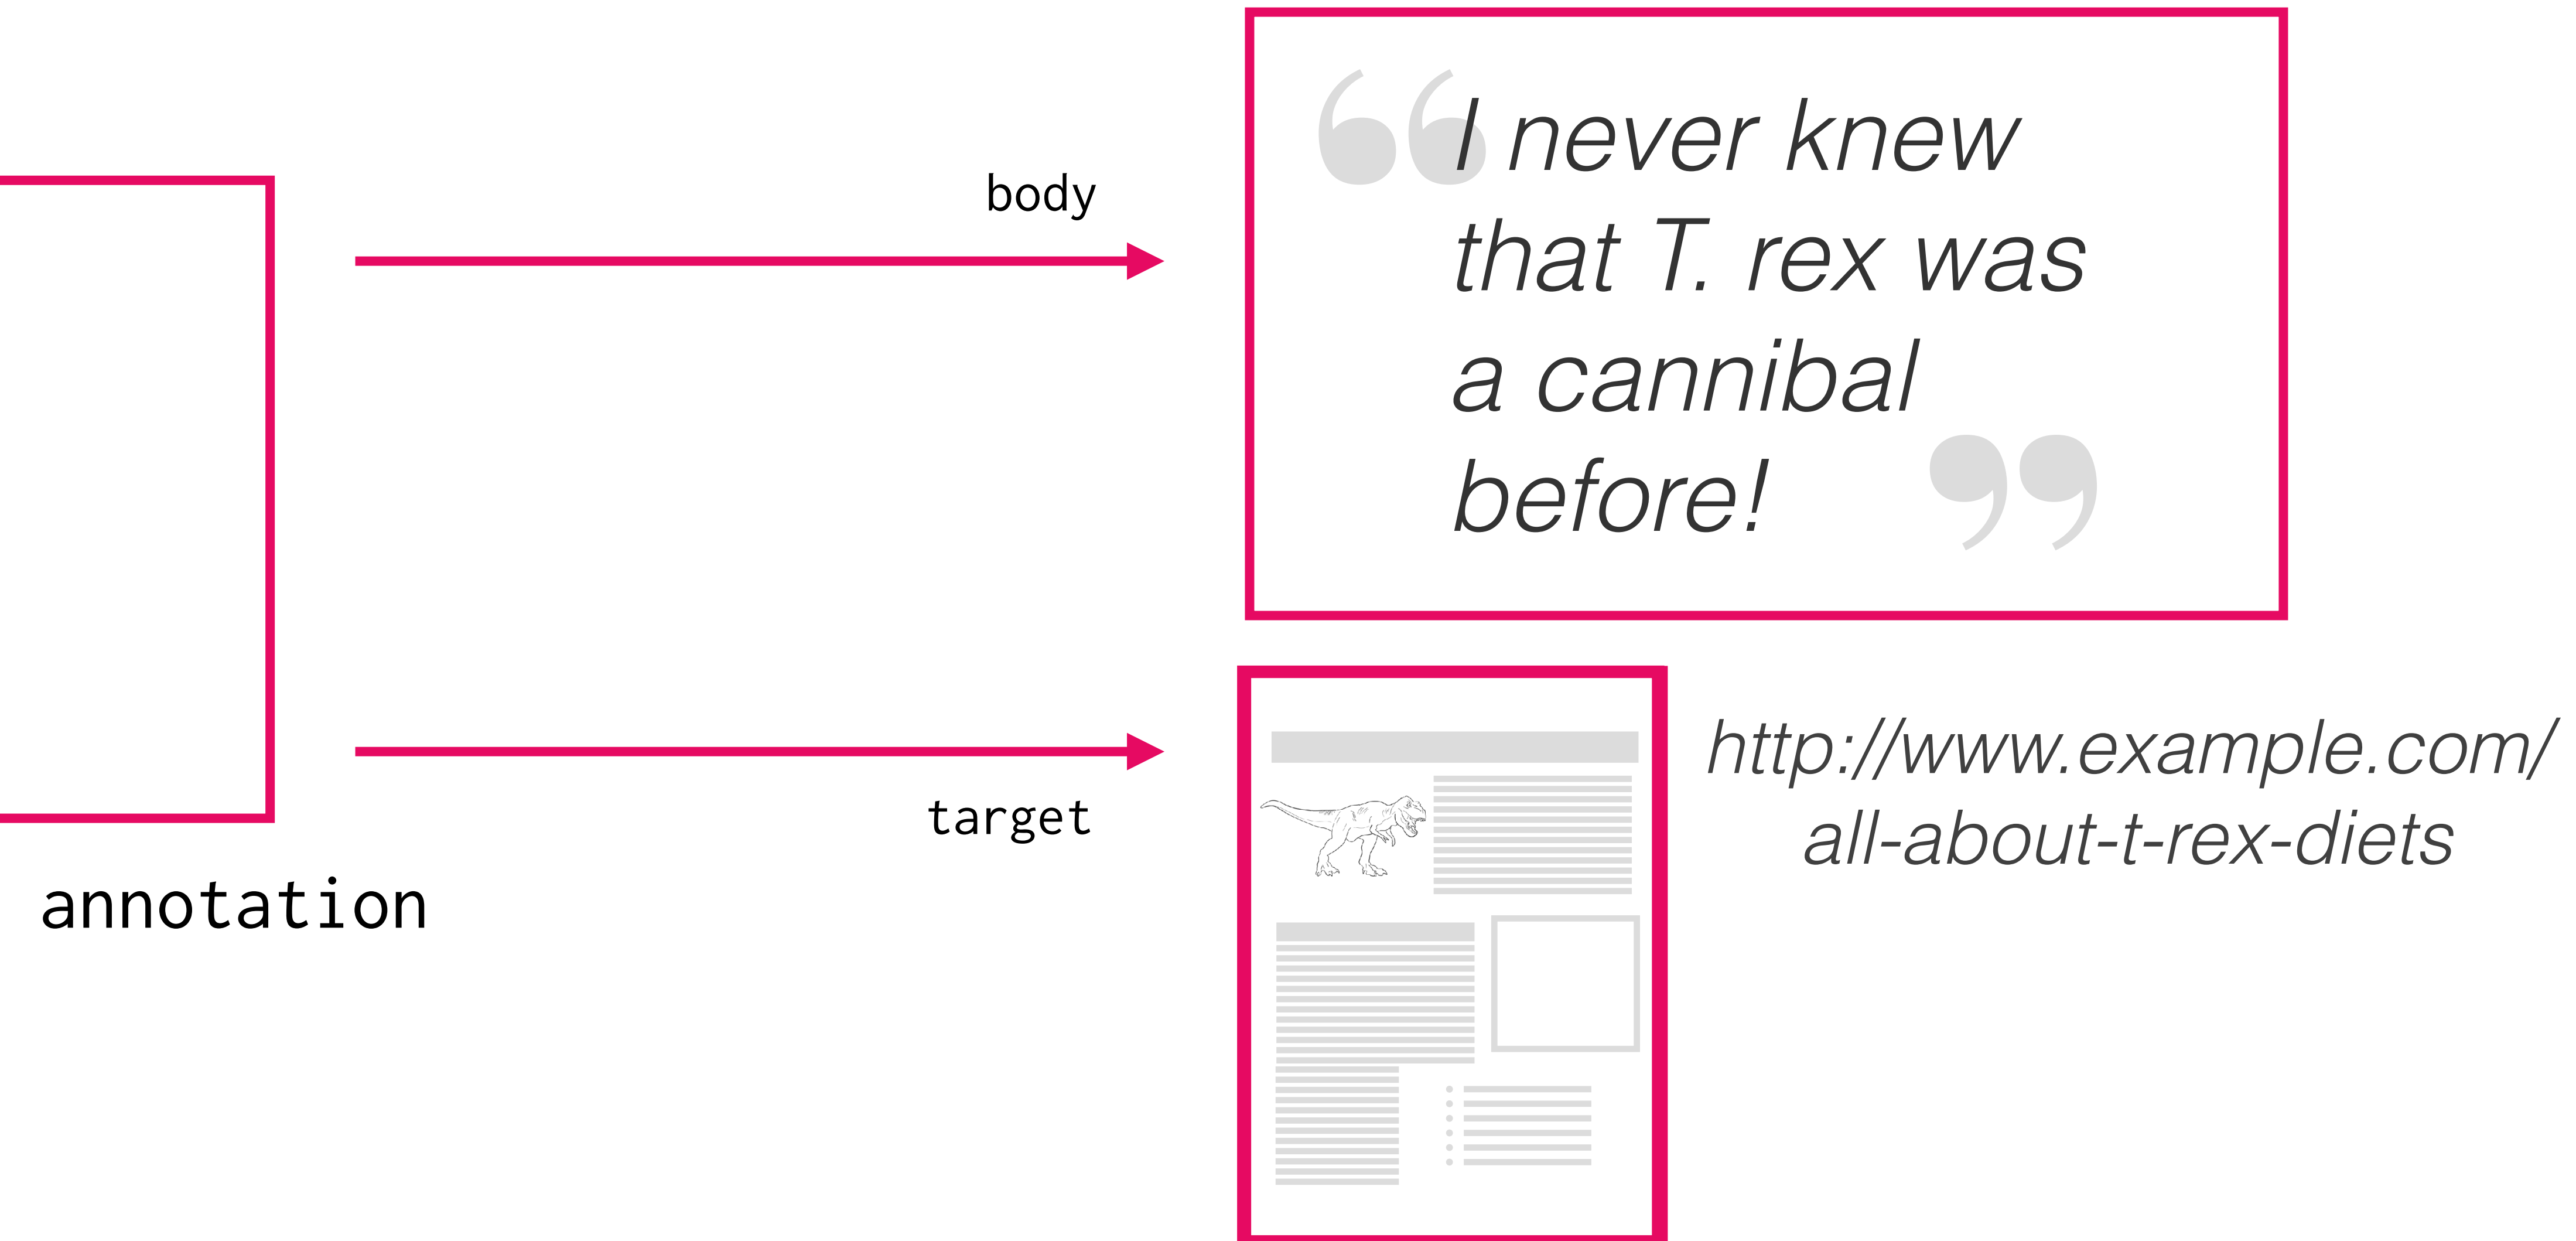 body
“I never knew
that T. rex was
a cannibal
before!”
target
http://www.example.com/
all-about-t-rex-diets
annotation